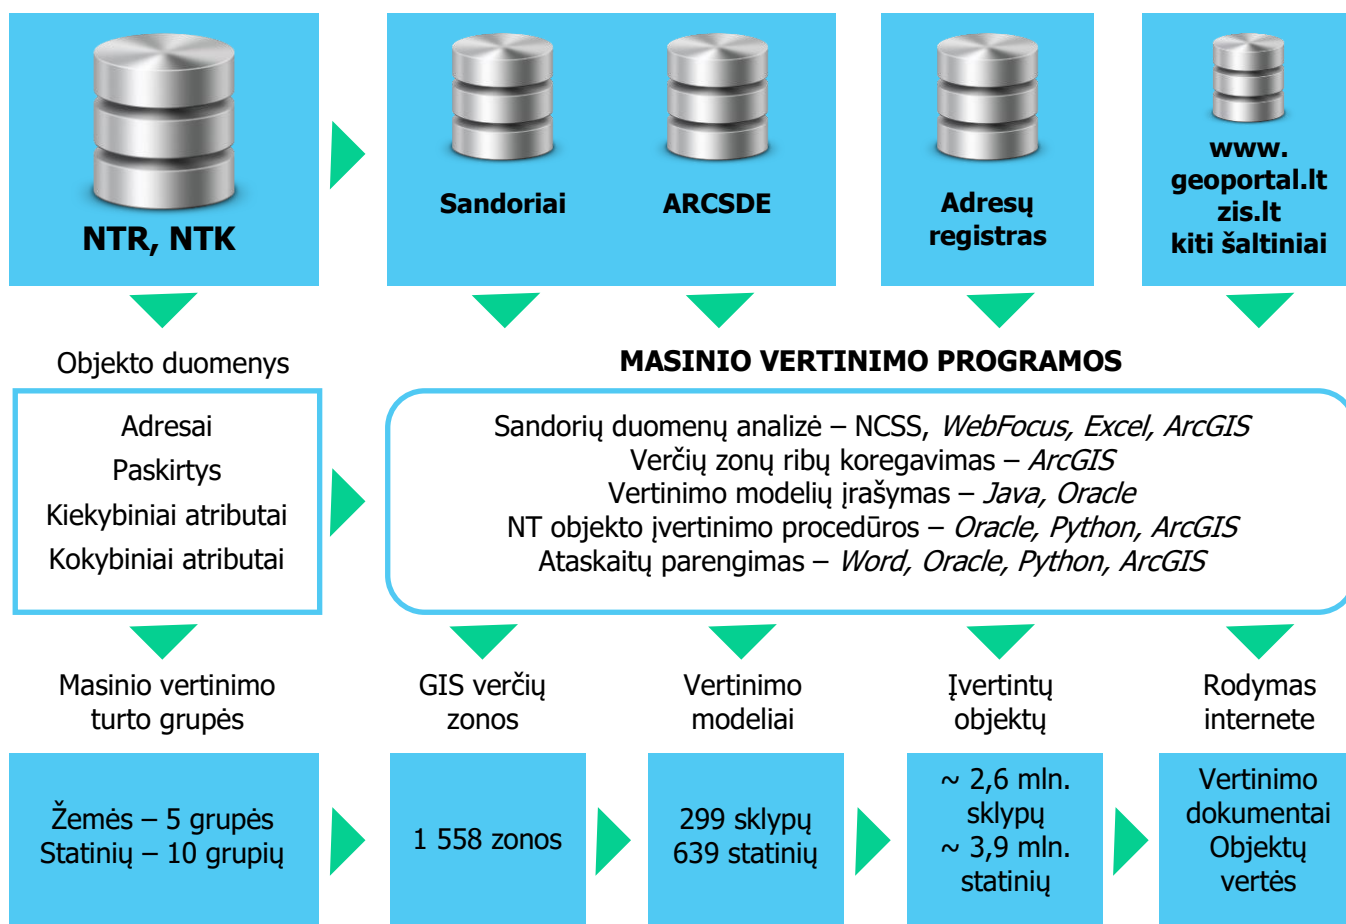 NTR, NTK
Sandoriai
ARCSDE
Adresų
registras
www.
geoportal.lt
zis.lt
kiti šaltiniai
Objekto duomenys
Adresai
Paskirtys
Kiekybiniai atributai
Kokybiniai atributai
MASINIO VERTINIMO PROGRAMOS
Sandorių duomenų analizė – NCSS, WebFocus, Excel, ArcGIS
Verčių zonų ribų koregavimas – ArcGIS
Vertinimo modelių įrašymas – Java, Oracle
NT objekto įvertinimo procedūros – Oracle, Python, ArcGIS
Ataskaitų parengimas – Word, Oracle, Python, ArcGIS
Masinio vertinimo
turto grupės
GIS verčių
zonos
Vertinimo
modeliai
Įvertintų
objektų
Rodymas
internete
Žemės – 5 grupės
Statinių – 10 grupių
1 558 zonos
299 sklypų
639 statinių
~ 2,6 mln.
sklypų
~ 3,9 mln.
statinių
Vertinimo
dokumentai
Objektų
vertės